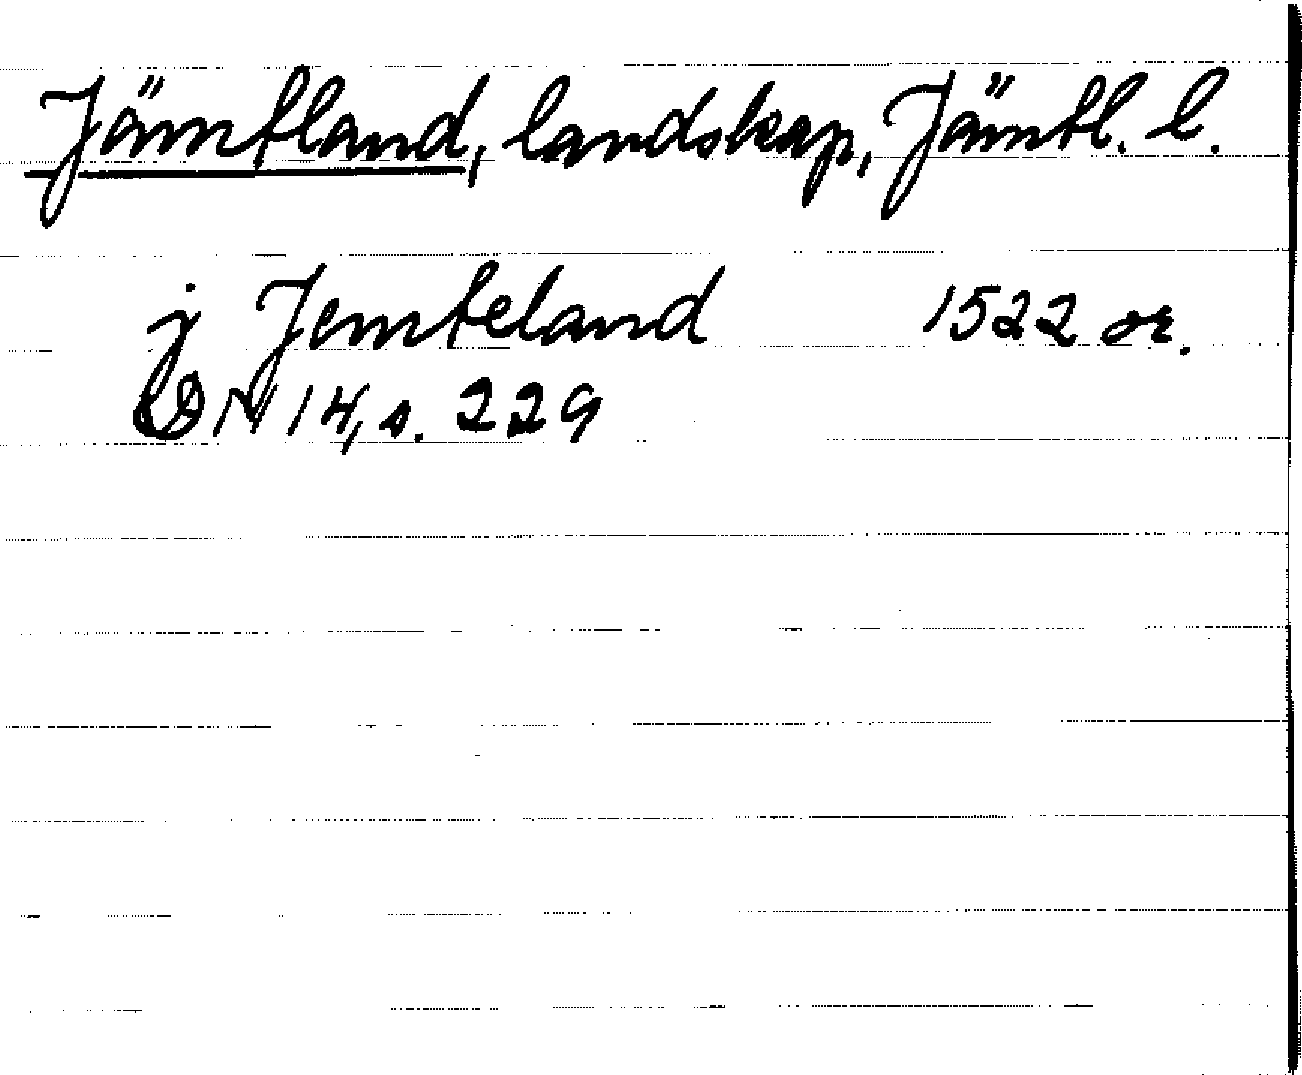 Jämtland, landskap, Jämtl. l.
j Jemteland 1522 or.
DN 14, s. 229